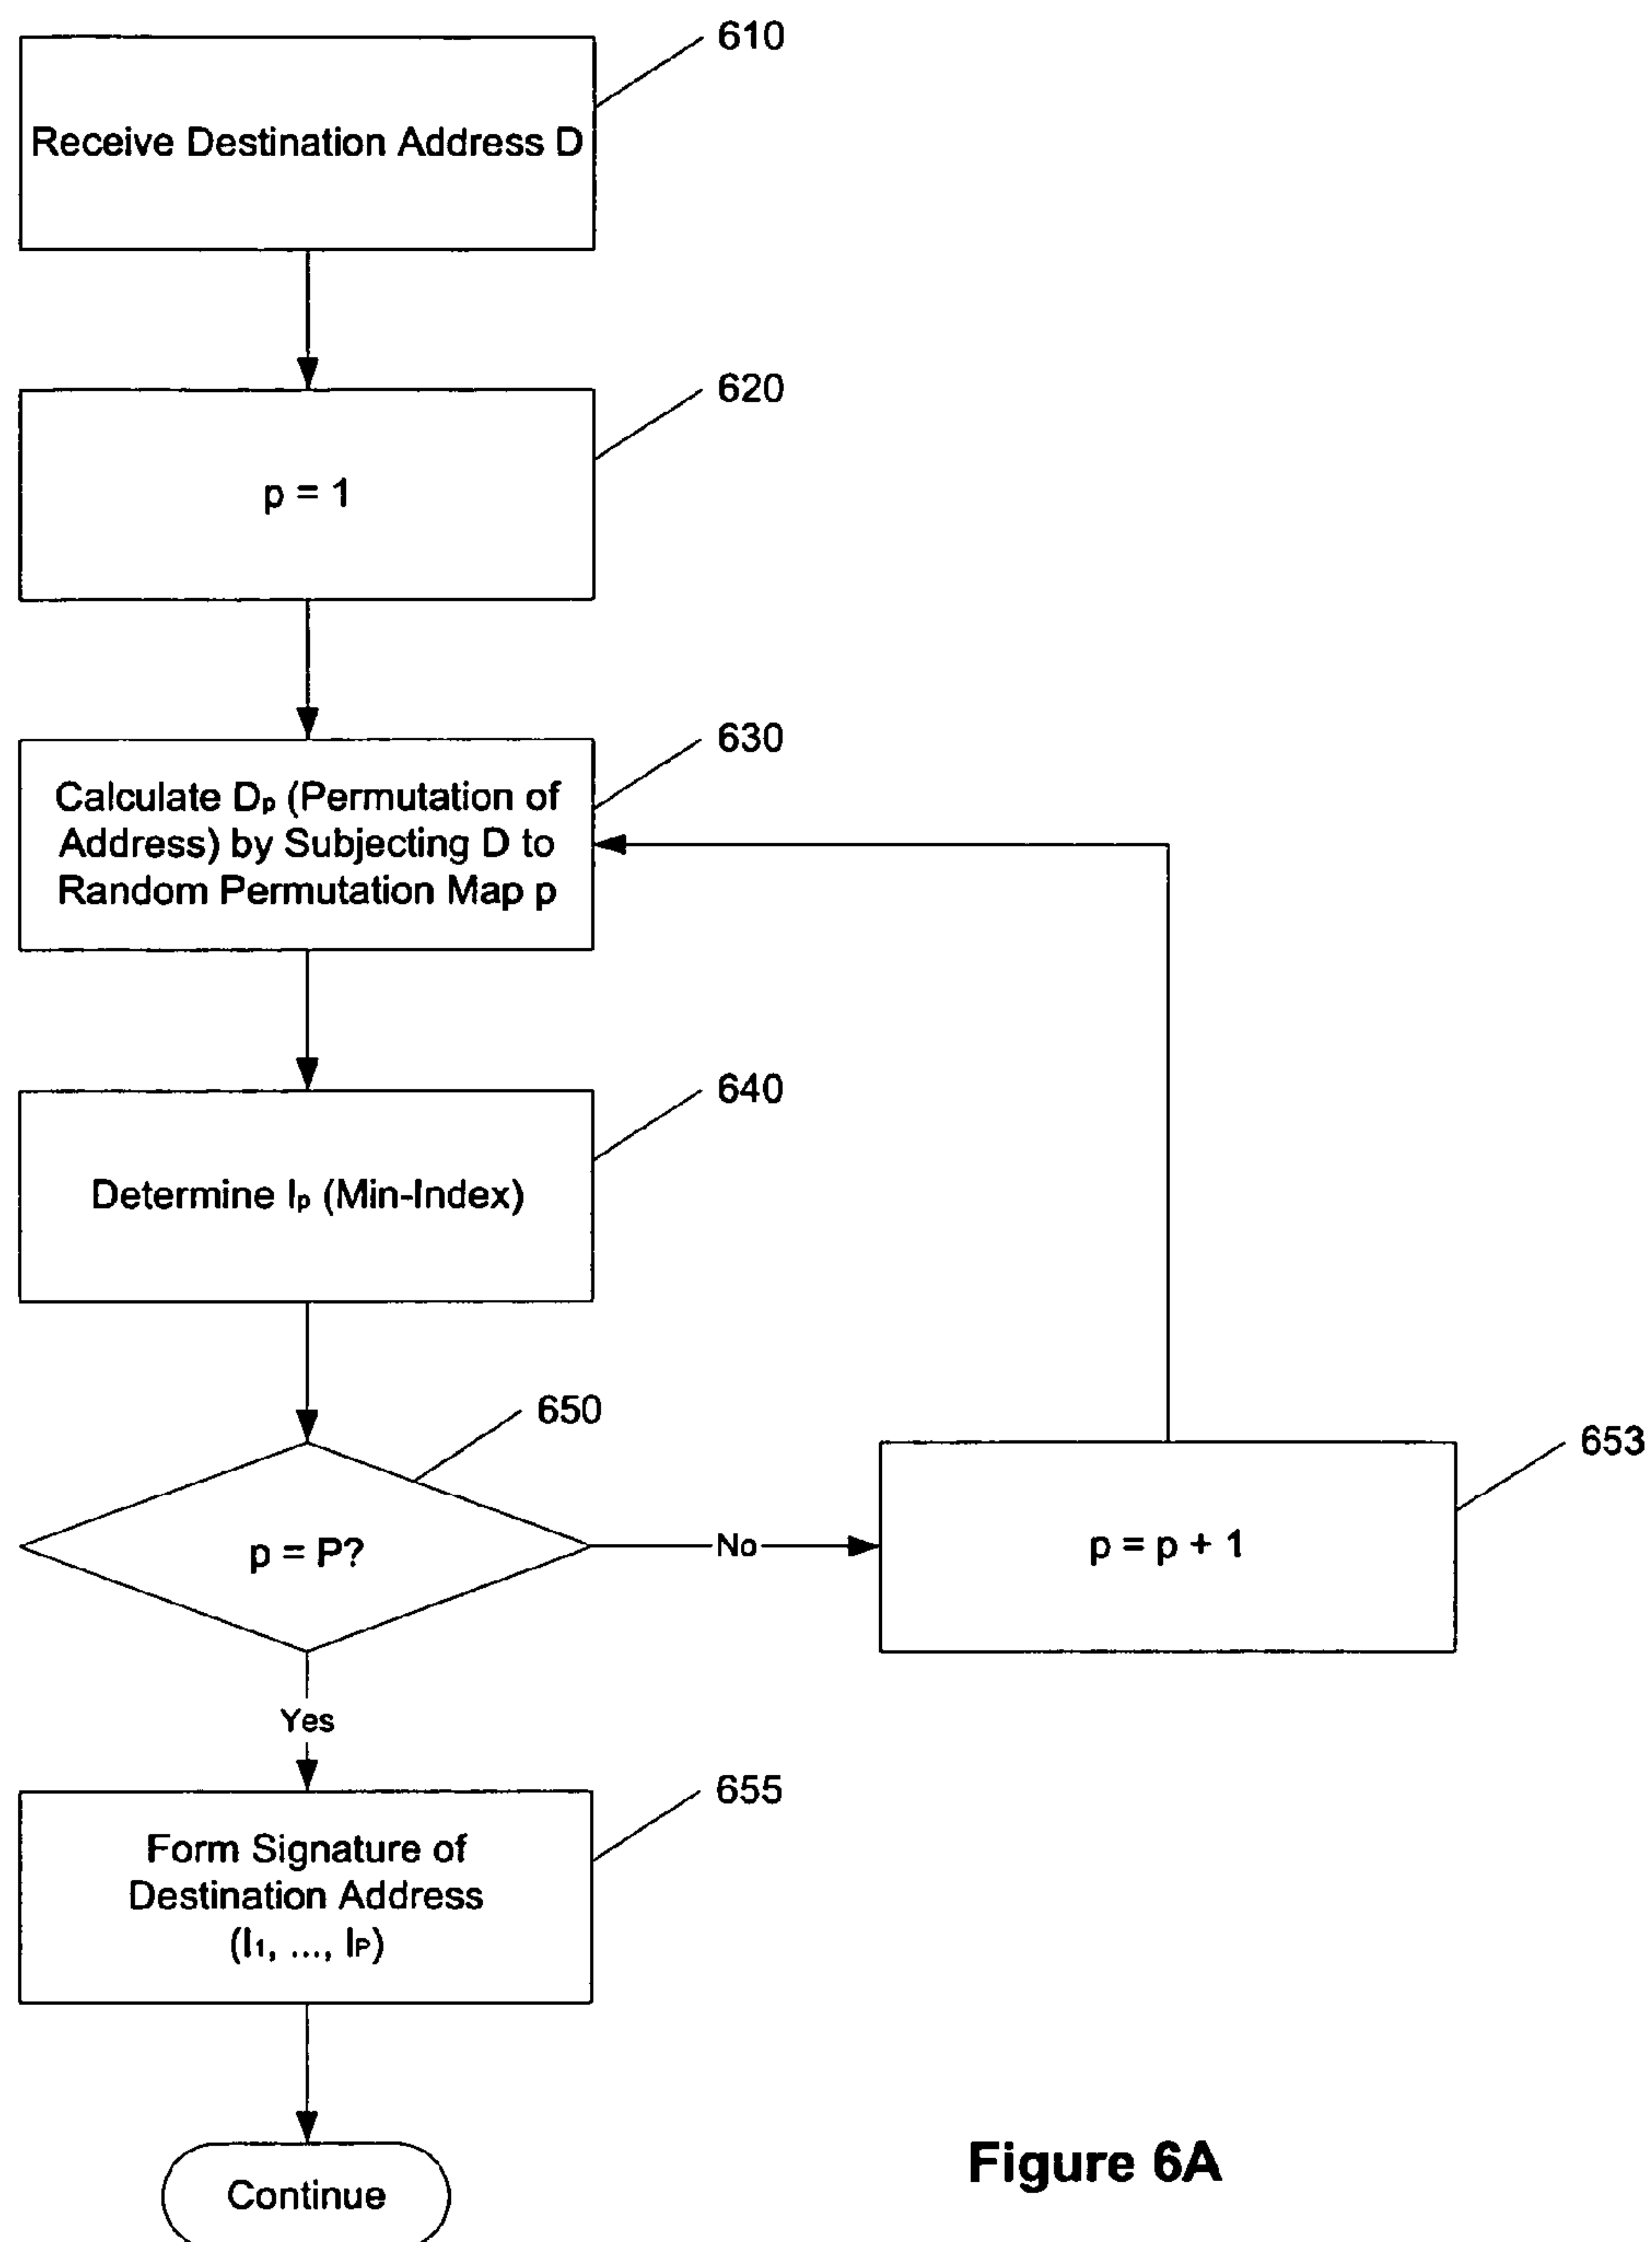 610
Receive Destination Address D
620
p = 1
630
Calculate Dₚ (Permutation of
Address) by Subjecting D to
Random Permutation Map p
640
Determine Iₚ (Min-Index)
650
p = P?
No
653
p = p + 1
Yes
655
Form Signature of
Destination Address
(I₁, ..., I_P)
Continue
Figure 6A